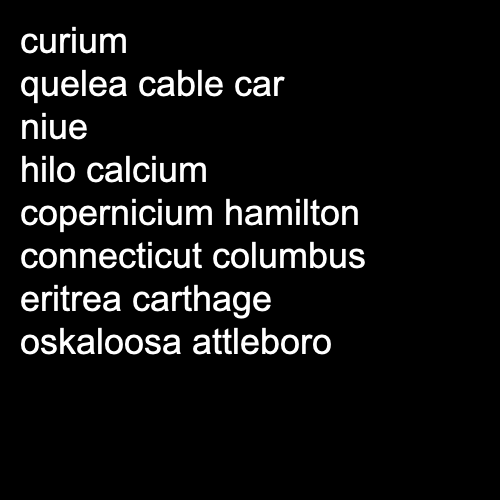 curium
quelea cable car
niue
hilo calcium
copernicium hamilton
connecticut columbus
eritrea carthage
oskaloosa attleboro